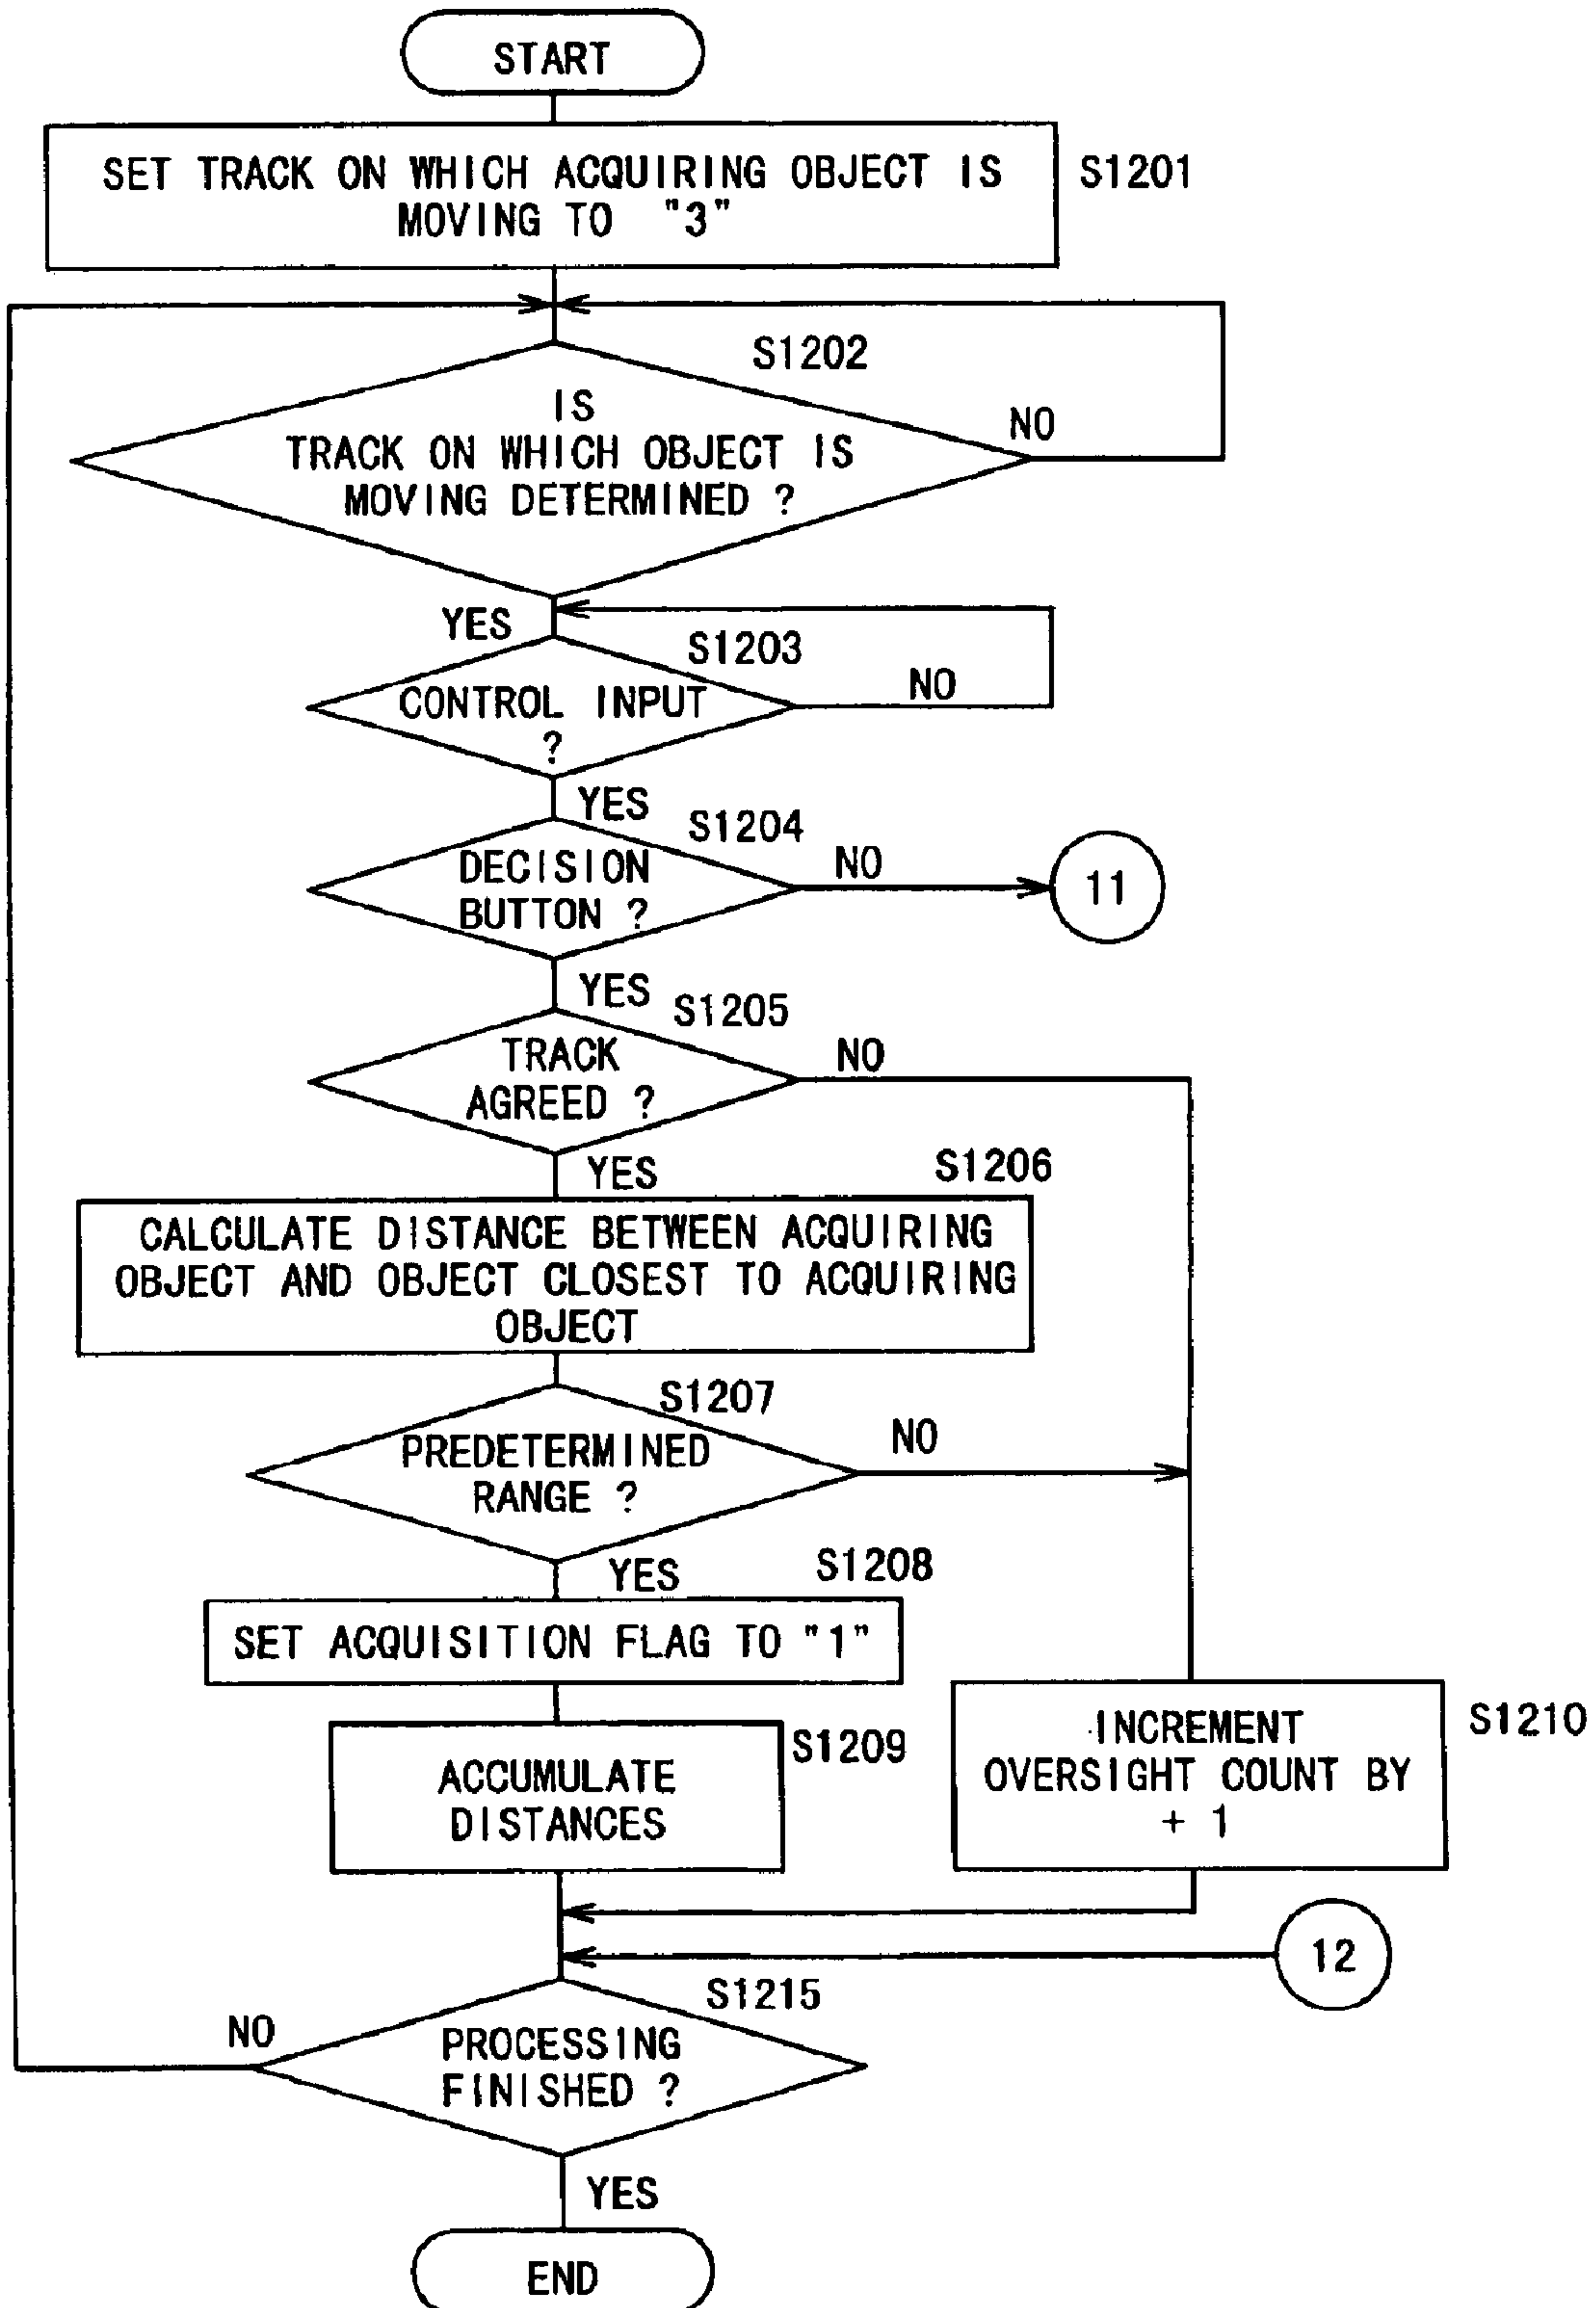 START
SET TRACK ON WHICH ACQUIRING OBJECT IS
MOVING TO "3"
S1201
S1202
IS
TRACK ON WHICH OBJECT IS
MOVING DETERMINED ?
NO
YES
S1203
CONTROL INPUT
?
NO
YES
S1204
DECISION
BUTTON ?
NO
11
YES
S1205
TRACK
AGREED ?
NO
YES
S1206
CALCULATE DISTANCE BETWEEN ACQUIRING
OBJECT AND OBJECT CLOSEST TO ACQUIRING
OBJECT
S1207
PREDETERMINED
RANGE ?
NO
YES
S1208
SET ACQUISITION FLAG TO "1"
S1209
ACCUMULATE
DISTANCES
INCREMENT
OVERSIGHT COUNT BY
+ 1
S1210
12
S1215
NO
PROCESSING
FINISHED ?
YES
END